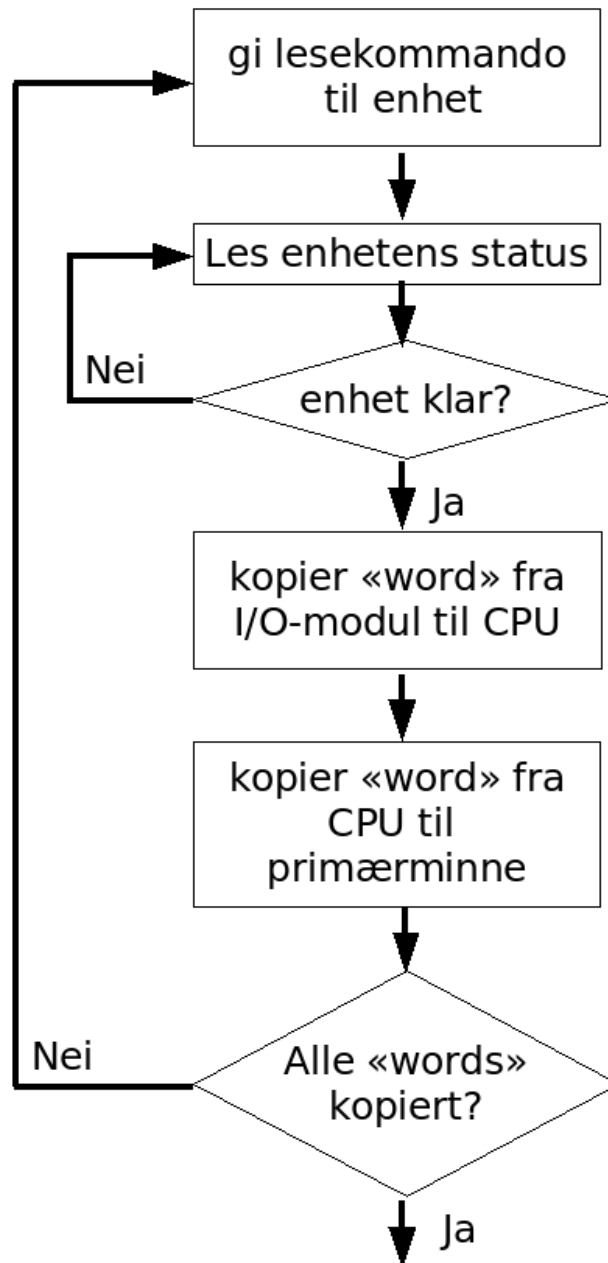 gi lesekommando
til enhet
Les enhetens status
Nei
enhet klar?
Ja
kopier «word» fra
I/O-modul til CPU
kopier «word» fra
CPU til
primærminne
Nei
Alle «words»
kopiert?
Ja